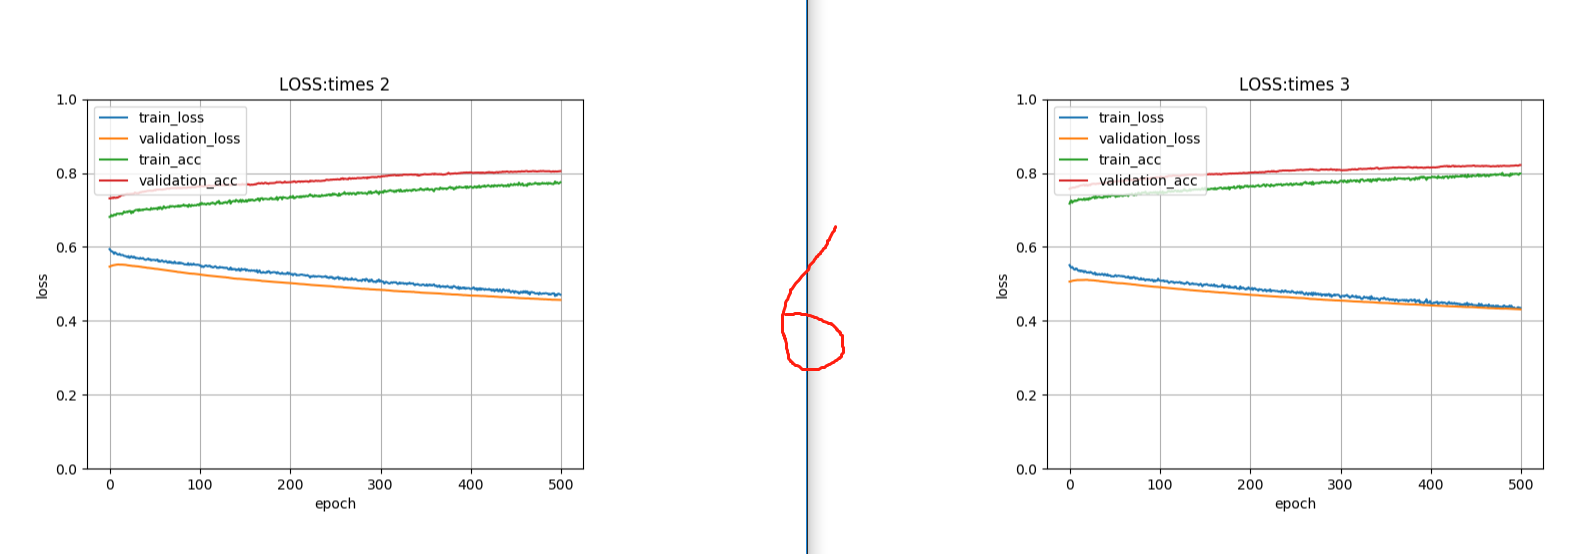 LOSS:times 2
1.0
0.8
0.6
0.4
0.2
0.0
loss
train_loss
validation_loss
train_acc
validation_acc
0 100 200 300 400 500
epoch
6
LOSS:times 3
1.0
0.8
0.6
0.4
0.2
0.0
loss
train_loss
validation_loss
train_acc
validation_acc
0 100 200 300 400 500
epoch